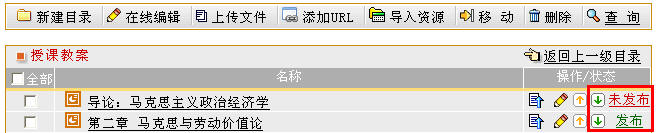 新建目录 在线编辑 上传文件 添加URL 导入资源 移 动 删除 查 询
授课教案 返回上一级目录
全部 名称 操作/状态
导论：马克思主义政治经济学 未发布
第二章 马克思与劳动价值论 发布